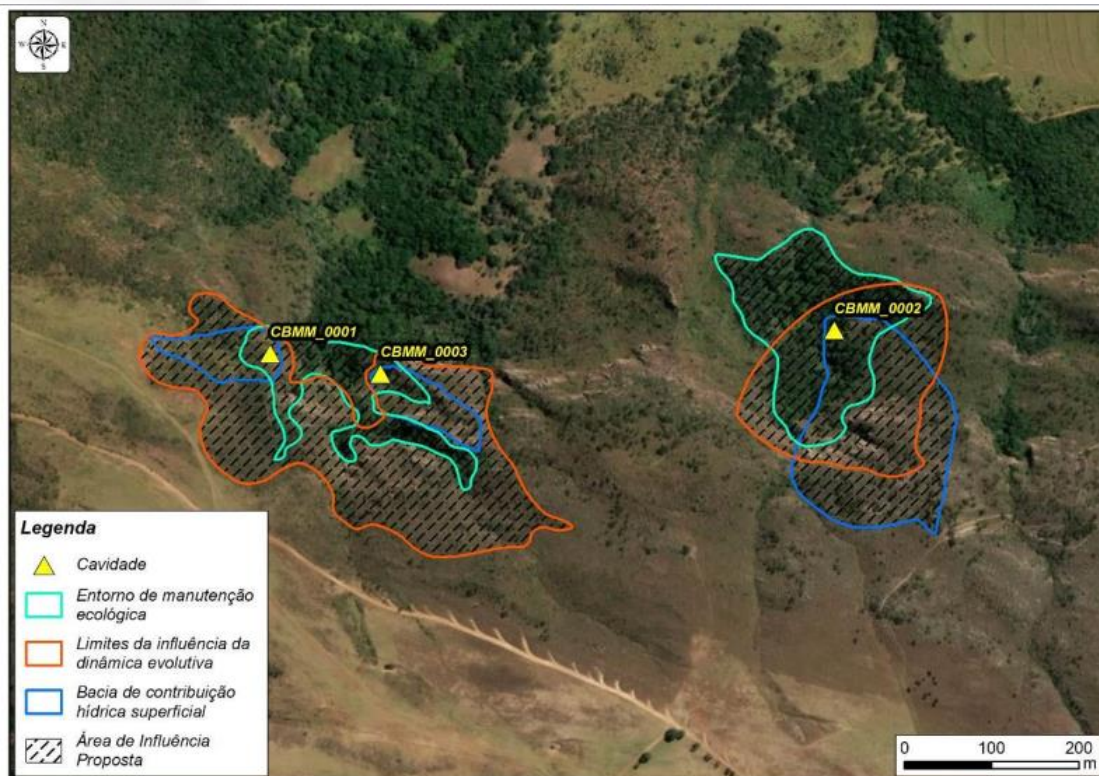 N
W E
S
CBMM_0001
CBMM_0003
CBMM_0002
Legenda
Cavidade
Entorno de manutenção
ecológica
Limites da influência da
dinâmica evolutiva
Bacia de contribuição
hídrica superficial
Área de Influência
Proposta
0 100 200
m